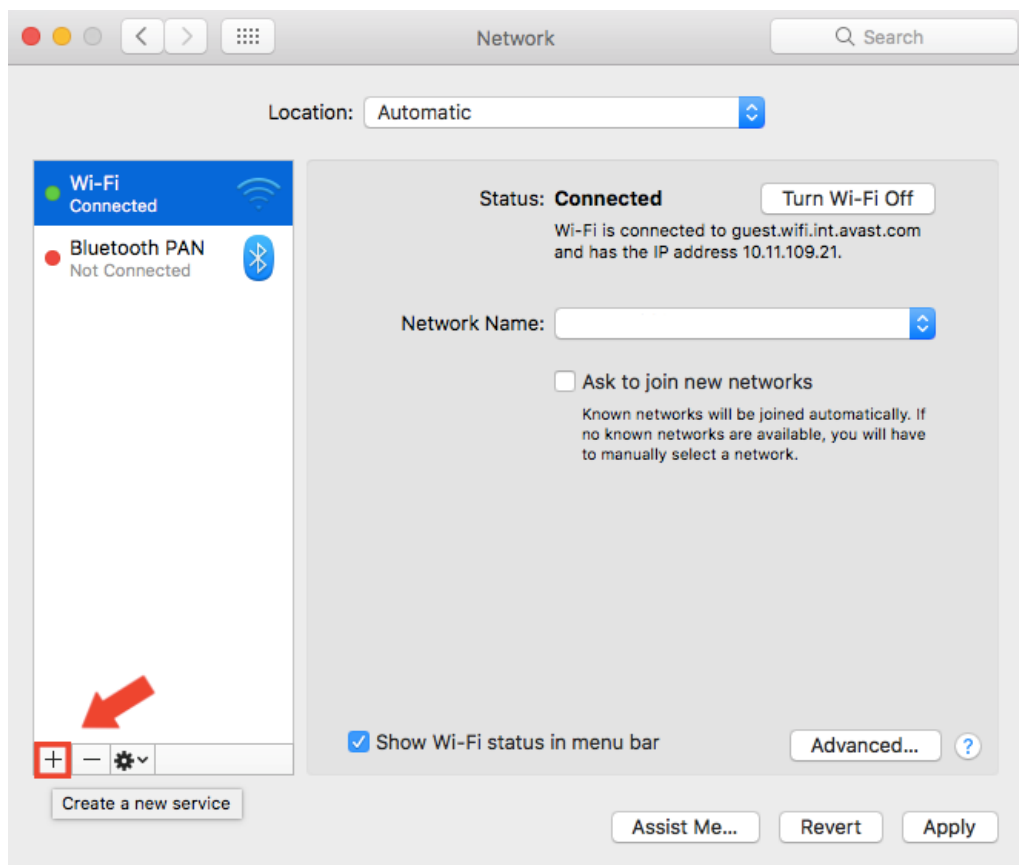 Network
Search
Location: Automatic
Wi-Fi
Connected
Bluetooth PAN
Not Connected
Status: Connected
Turn Wi-Fi Off
Wi-Fi is connected to guest.wifi.int.avast.com
and has the IP address 10.11.109.21.
Network Name:
Ask to join new networks
Known networks will be joined automatically. If
no known networks are available, you will have
to manually select a network.
Show Wi-Fi status in menu bar
Advanced...
?
Create a new service
Assist Me...
Revert
Apply